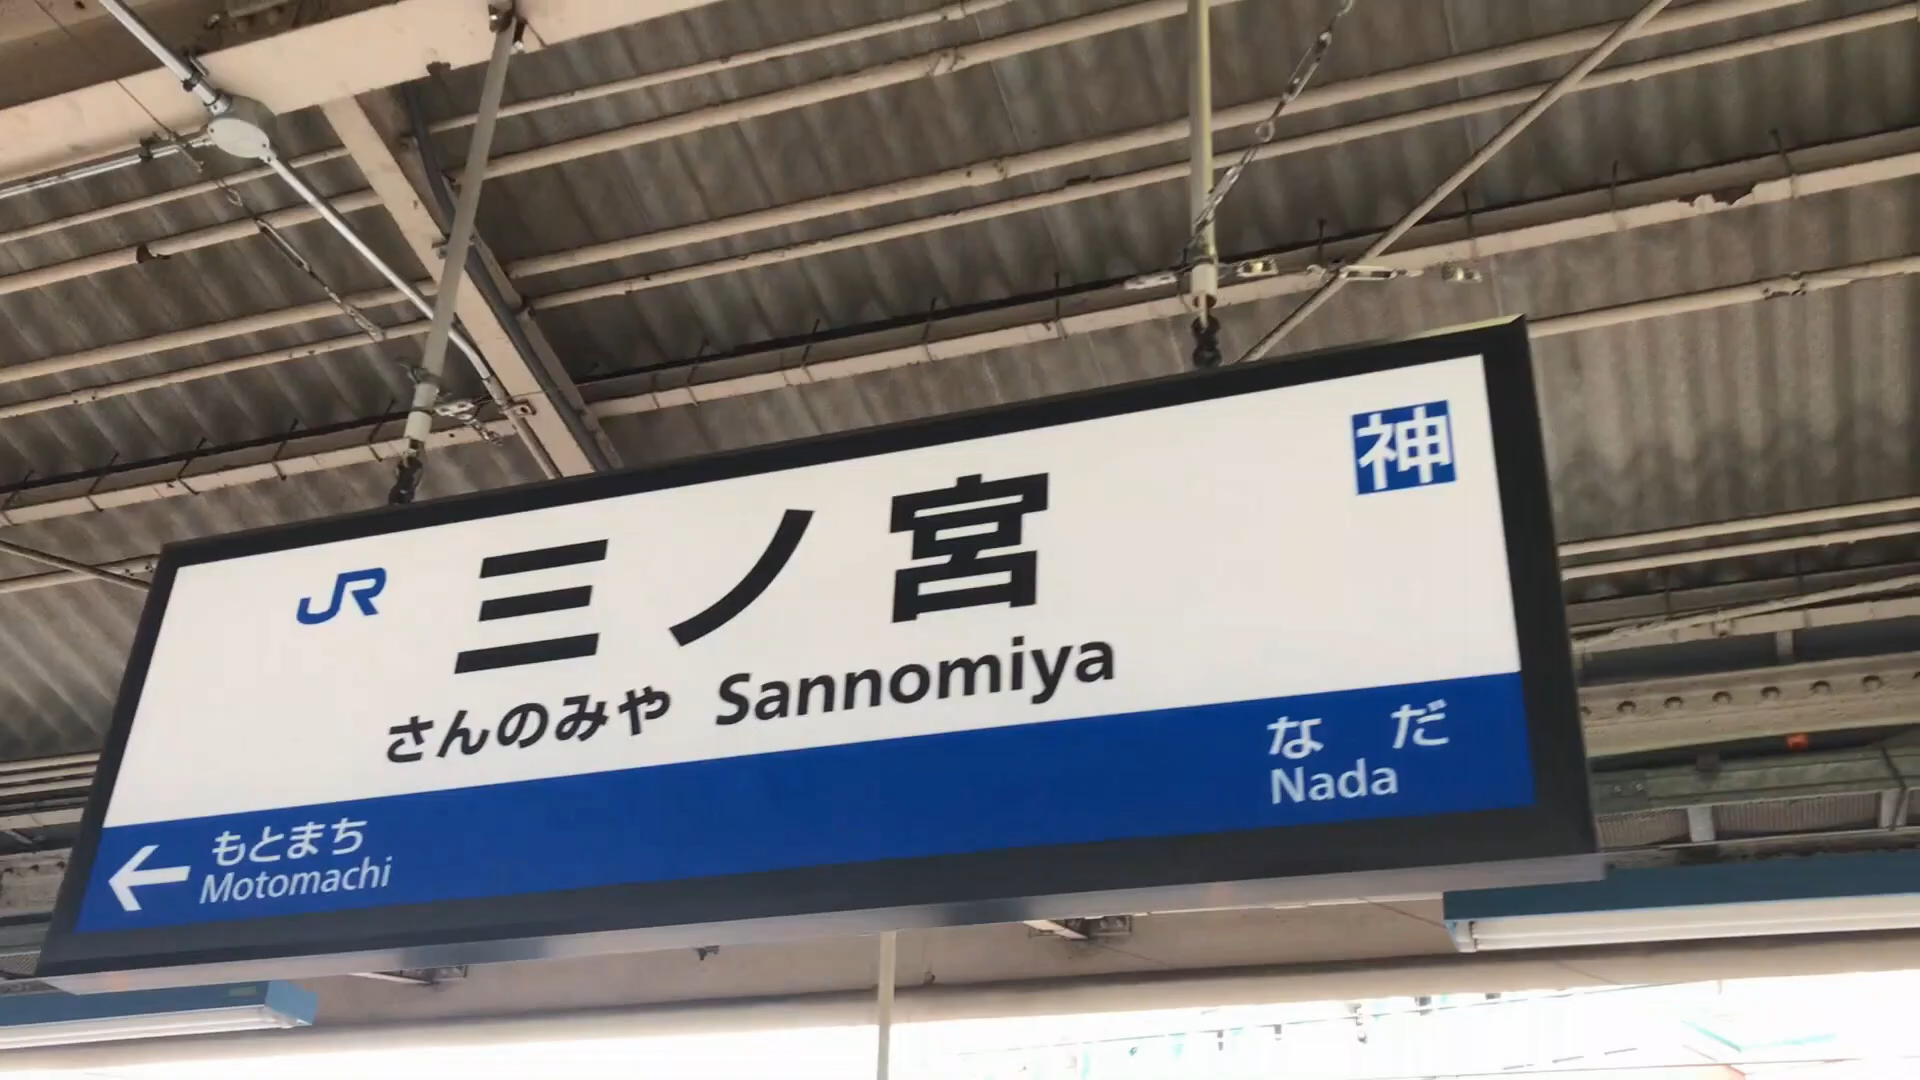 神
JR 三ノ宮
さんのみや Sannomiya
なだ
Nada
← もとまち
Motomachi